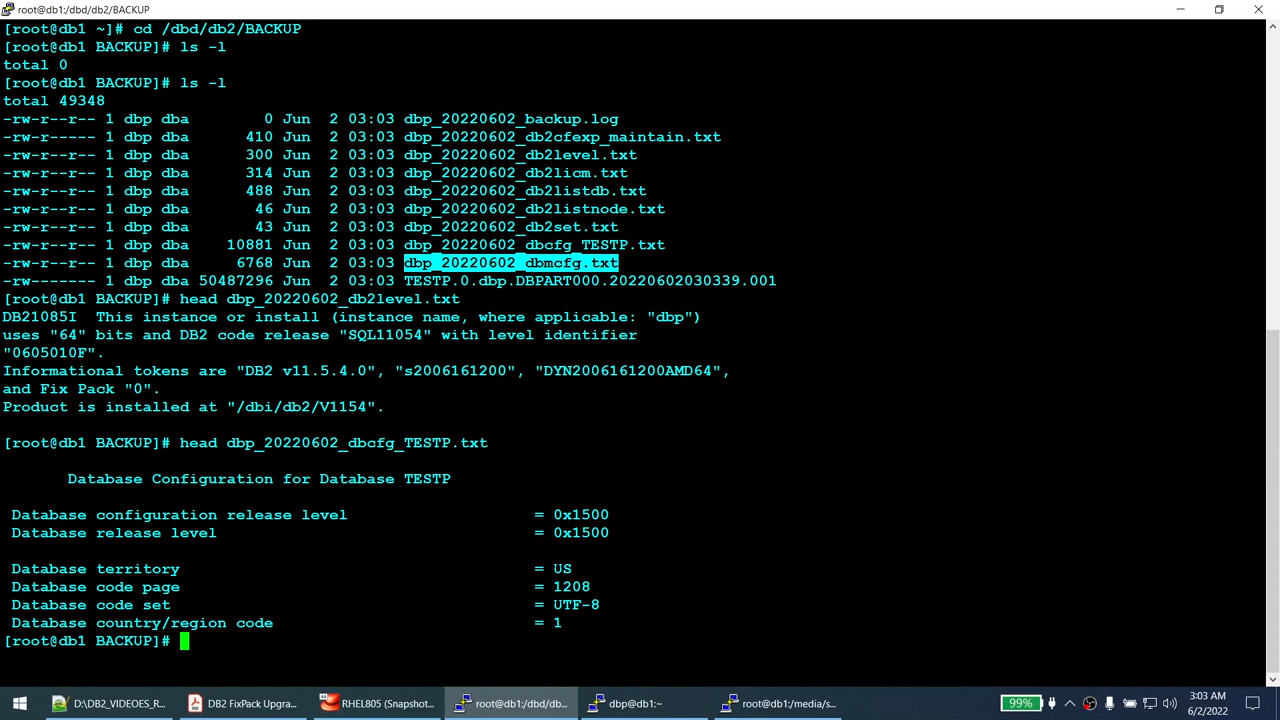 root@db1:/dbd/db2/BACKUP
[root@db1 ~]# cd /dbd/db2/BACKUP
[root@db1 BACKUP]# ls -l
total 0
[root@db1 BACKUP]# ls -l
total 49348
-rw-r--r-- 1 dbp dba        0 Jun  2 03:03 dbp_20220602_backup.log
-rw-r----- 1 dbp dba      410 Jun  2 03:03 dbp_20220602_db2cfexp_maintain.txt
-rw-r--r-- 1 dbp dba      300 Jun  2 03:03 dbp_20220602_db2level.txt
-rw-r--r-- 1 dbp dba      314 Jun  2 03:03 dbp_20220602_db2licm.txt
-rw-r--r-- 1 dbp dba      488 Jun  2 03:03 dbp_20220602_db2listdb.txt
-rw-r--r-- 1 dbp dba       46 Jun  2 03:03 dbp_20220602_db2listnode.txt
-rw-r--r-- 1 dbp dba       43 Jun  2 03:03 dbp_20220602_db2set.txt
-rw-r--r-- 1 dbp dba    10881 Jun  2 03:03 dbp_20220602_dbcfg_TESTP.txt
-rw-r--r-- 1 dbp dba     6768 Jun  2 03:03 dbp_20220602_dbmcfg.txt
-rw------- 1 dbp dba 50487296 Jun  2 03:03 TESTP.0.dbp.DBPART000.20220602030339.001
[root@db1 BACKUP]# head dbp_20220602_db2level.txt
DB21085I  This instance or install (instance name, where applicable: "dbp")
uses "64" bits and DB2 code release "SQL11054" with level identifier
"0605010F".
Informational tokens are "DB2 v11.5.4.0", "s2006161200", "DYN2006161200AMD64",
and Fix Pack "0".
Product is installed at "/dbi/db2/V1154".
[root@db1 BACKUP]# head dbp_20220602_dbcfg_TESTP.txt
Database Configuration for Database TESTP
Database configuration release level = 0x1500
Database release level = 0x1500
Database territory = US
Database code page = 1208
Database code set = UTF-8
Database country/region code = 1
[root@db1 BACKUP]#
D:\DB2_VIDEOES_R...
DB2 FixPack Upgra...
RHEL805 (Snapshot...
root@db1:/dbd/db...
dbp@db1:~
root@db1:/media/s...
99%
3:03 AM
6/2/2022